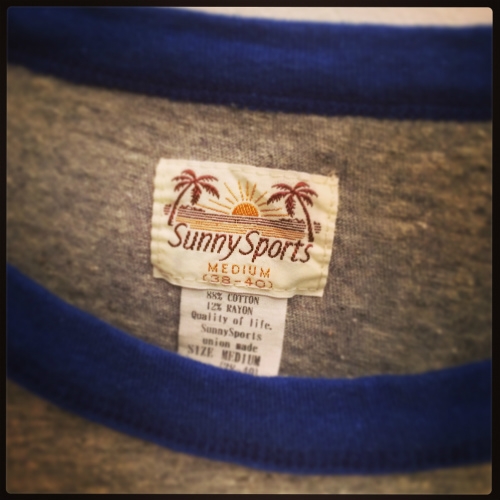 SunnySports
MEDIUM
(38-40)
88% COTTON
12% RAYON
Quality of life.
SunnySports
union made
SIZE MEDIUM